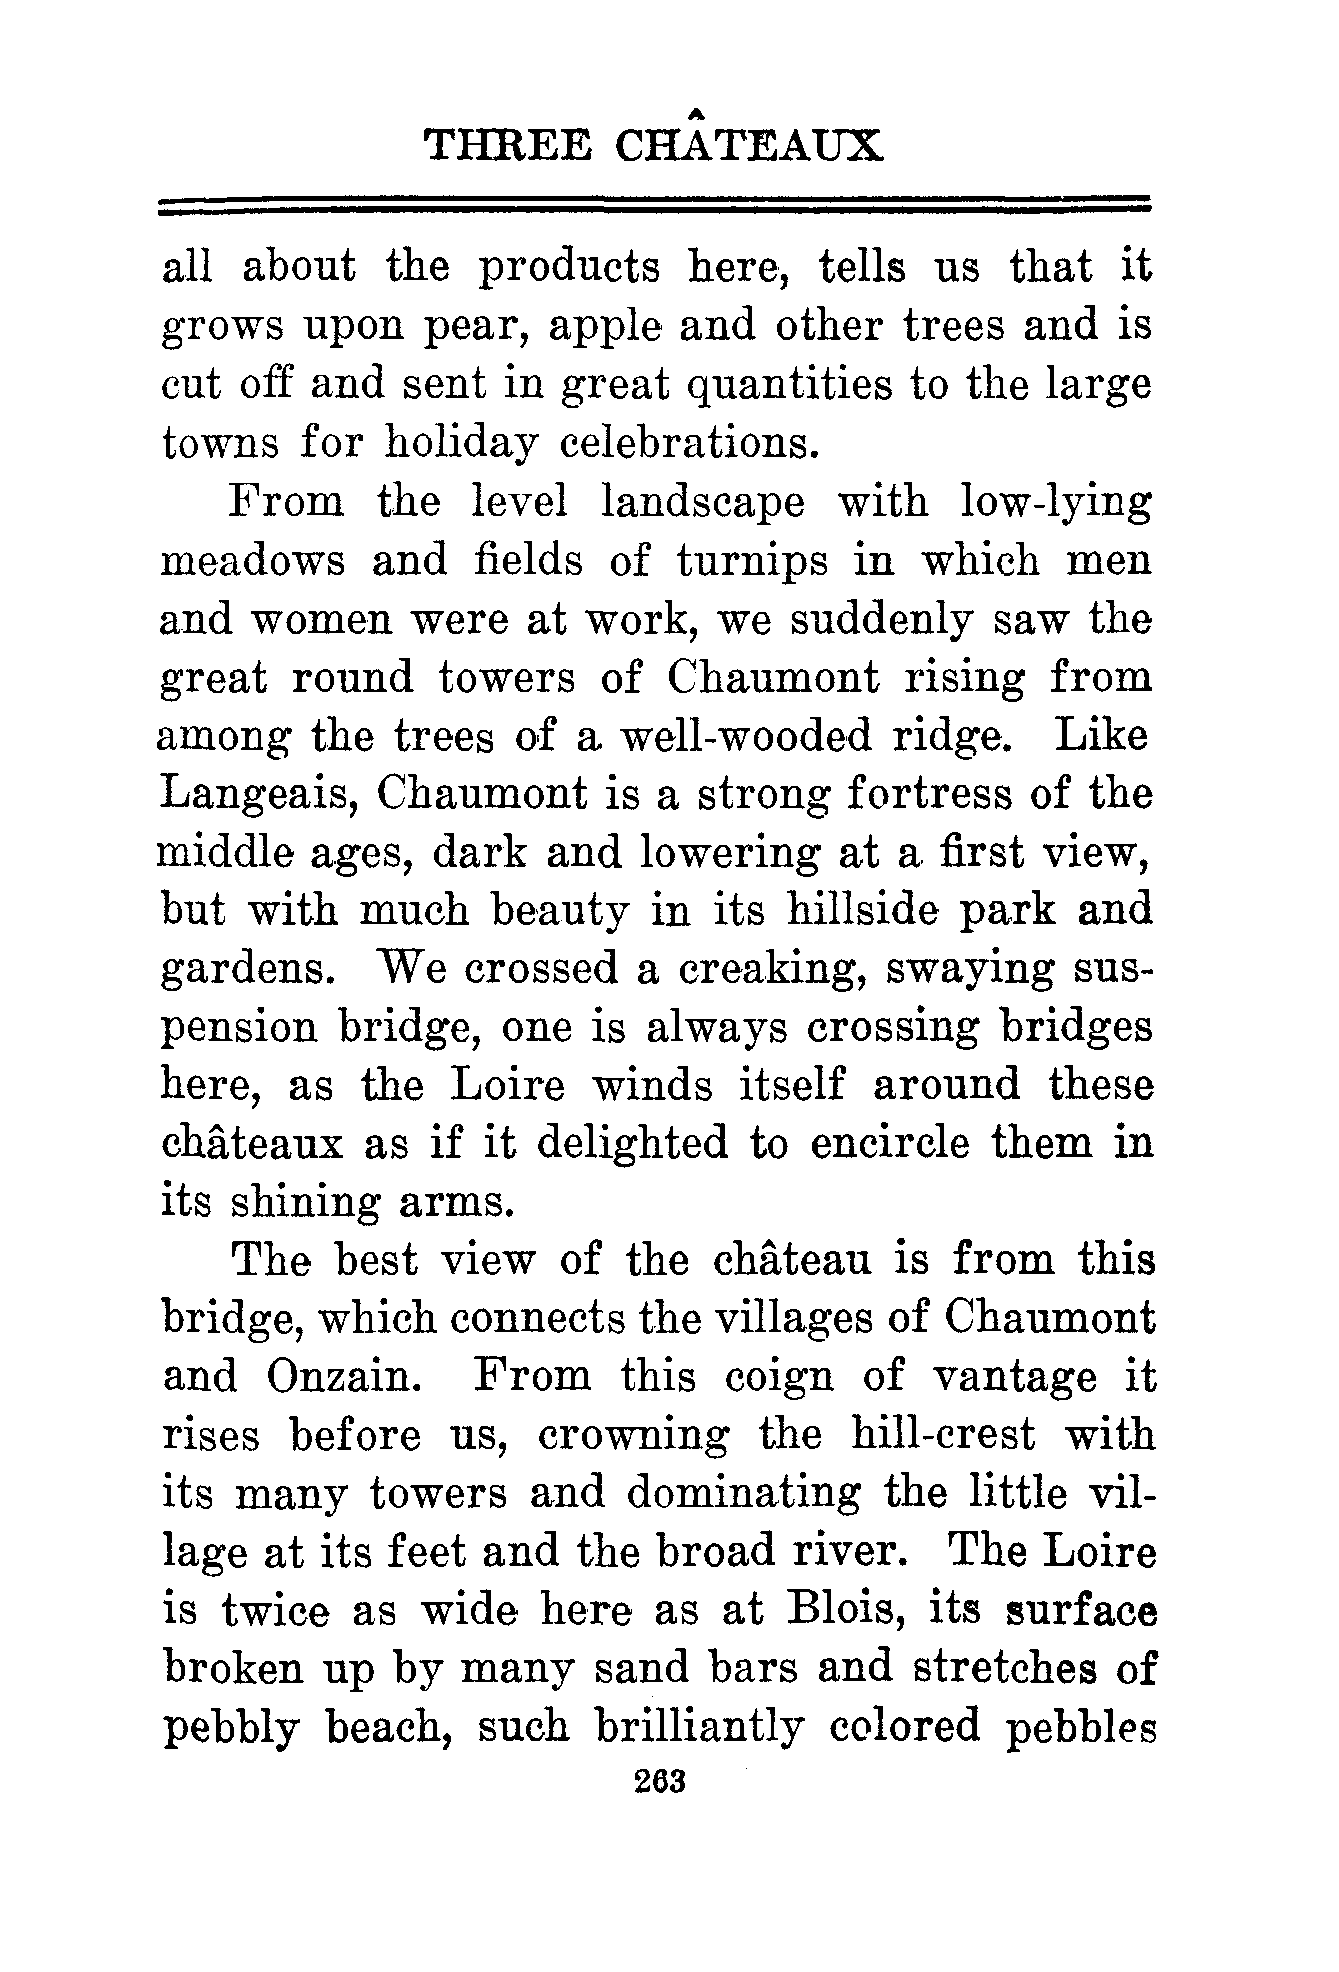 THREE CHÂTEAUX
all about the products here, tells us that it
grows upon pear, apple and other trees and is
cut off and sent in great quantities to the large
towns for holiday celebrations.
From the level landscape with low-lying
meadows and fields of turnips in which men
and women were at work, we suddenly saw the
great round towers of Chaumont rising from
among the trees of a well-wooded ridge. Like
Langeais, Chaumont is a strong fortress of the
middle ages, dark and lowering at a first view,
but with much beauty in its hillside park and
gardens. We crossed a creaking, swaying sus-
pension bridge, one is always crossing bridges
here, as the Loire winds itself around these
châteaux as if it delighted to encircle them in
its shining arms.
The best view of the château is from this
bridge, which connects the villages of Chaumont
and Onzain. From this coign of vantage it
rises before us, crowning the hill-crest with
its many towers and dominating the little vil-
lage at its feet and the broad river. The Loire
is twice as wide here as at Blois, its surface
broken up by many sand bars and stretches of
pebbly beach, such brilliantly colored pebbles
263